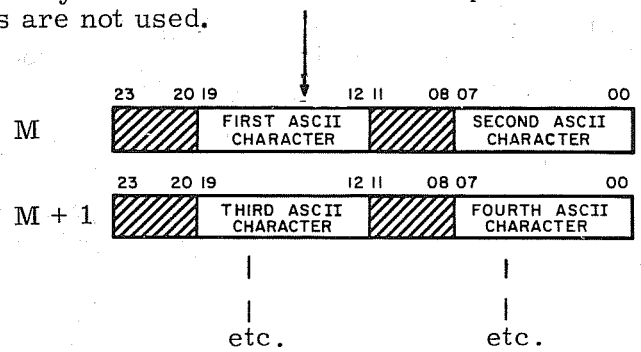 s are not used.
23 20 19 12 11 08 07 00
M FIRST ASCII CHARACTER SECOND ASCII CHARACTER
23 20 19 12 11 08 07 00
M + 1 THIRD ASCII CHARACTER FOURTH ASCII CHARACTER
etc. etc.